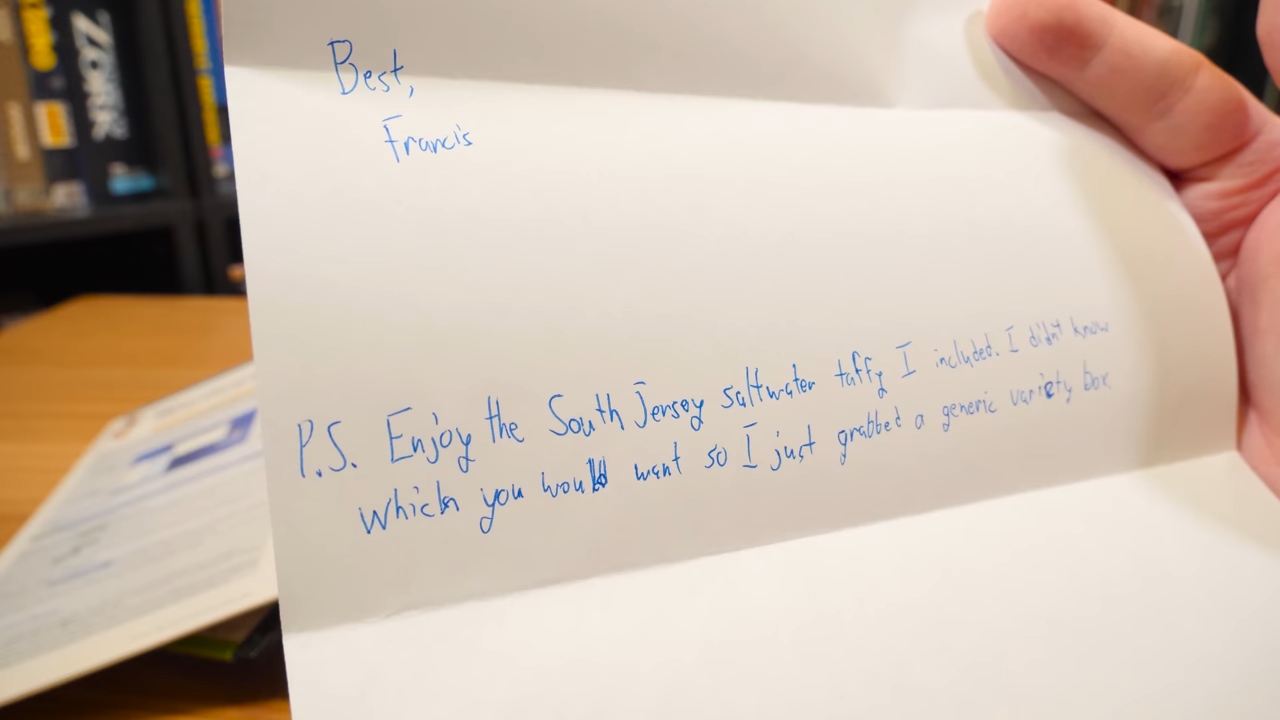 ZORK
Best,
Francis
P.S. Enjoy the South Jersey saltwater taffy I included. I didn't know
which you would want so I just grabbed a generic variety box